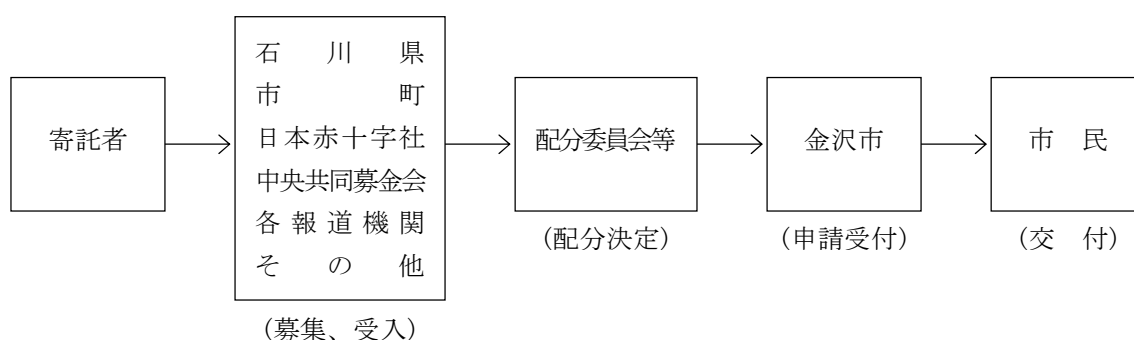 寄託者
石川県
市町
日本赤十字社
中央共同募金会
各報道機関
その他
(募集、受入)
配分委員会等
(配分決定)
金沢市
(申請受付)
市民
(交付)